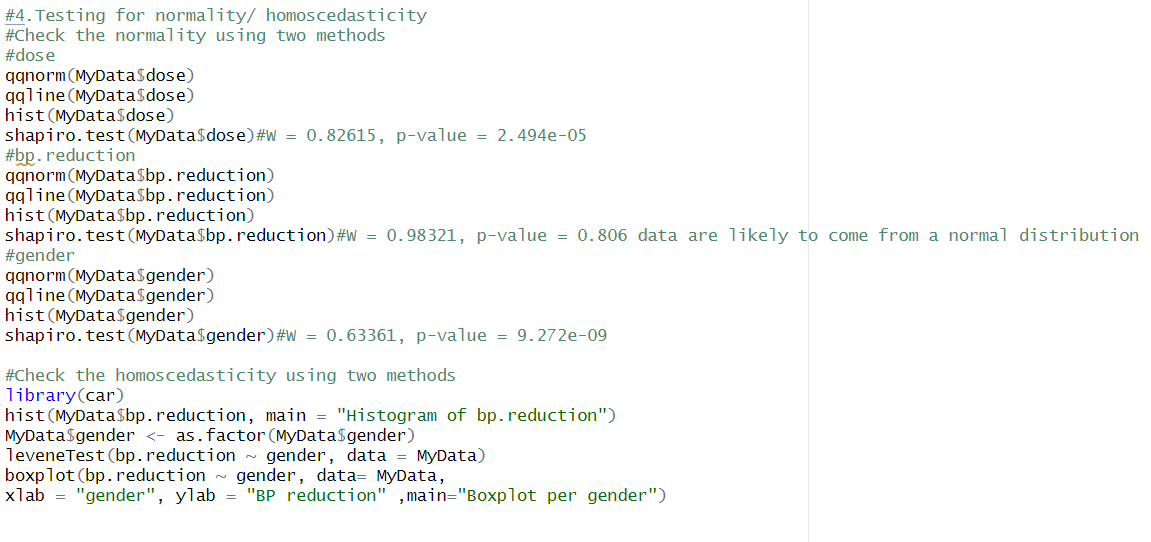 #4.Testing for normality/ homoscedasticity
#Check the normality using two methods
#dose
qqnorm(MyData$dose)
qqline(MyData$dose)
hist(MyData$dose)
shapiro.test(MyData$dose)#W = 0.82615, p-value = 2.494e-05
#bp.reduction
qqnorm(MyData$bp.reduction)
qqline(MyData$bp.reduction)
hist(MyData$bp.reduction)
shapiro.test(MyData$bp.reduction)#W = 0.98321, p-value = 0.806 data are likely to come from a normal distribution
#gender
qqnorm(MyData$gender)
qqline(MyData$gender)
hist(MyData$gender)
shapiro.test(MyData$gender)#W = 0.63361, p-value = 9.272e-09
#Check the homoscedasticity using two methods
library(car)
hist(MyData$bp.reduction, main = "Histogram of bp.reduction")
MyData$gender <- as.factor(MyData$gender)
leveneTest(bp.reduction ~ gender, data = MyData)
boxplot(bp.reduction ~ gender, data= MyData,
xlab = "gender", ylab = "BP reduction" ,main="Boxplot per gender")